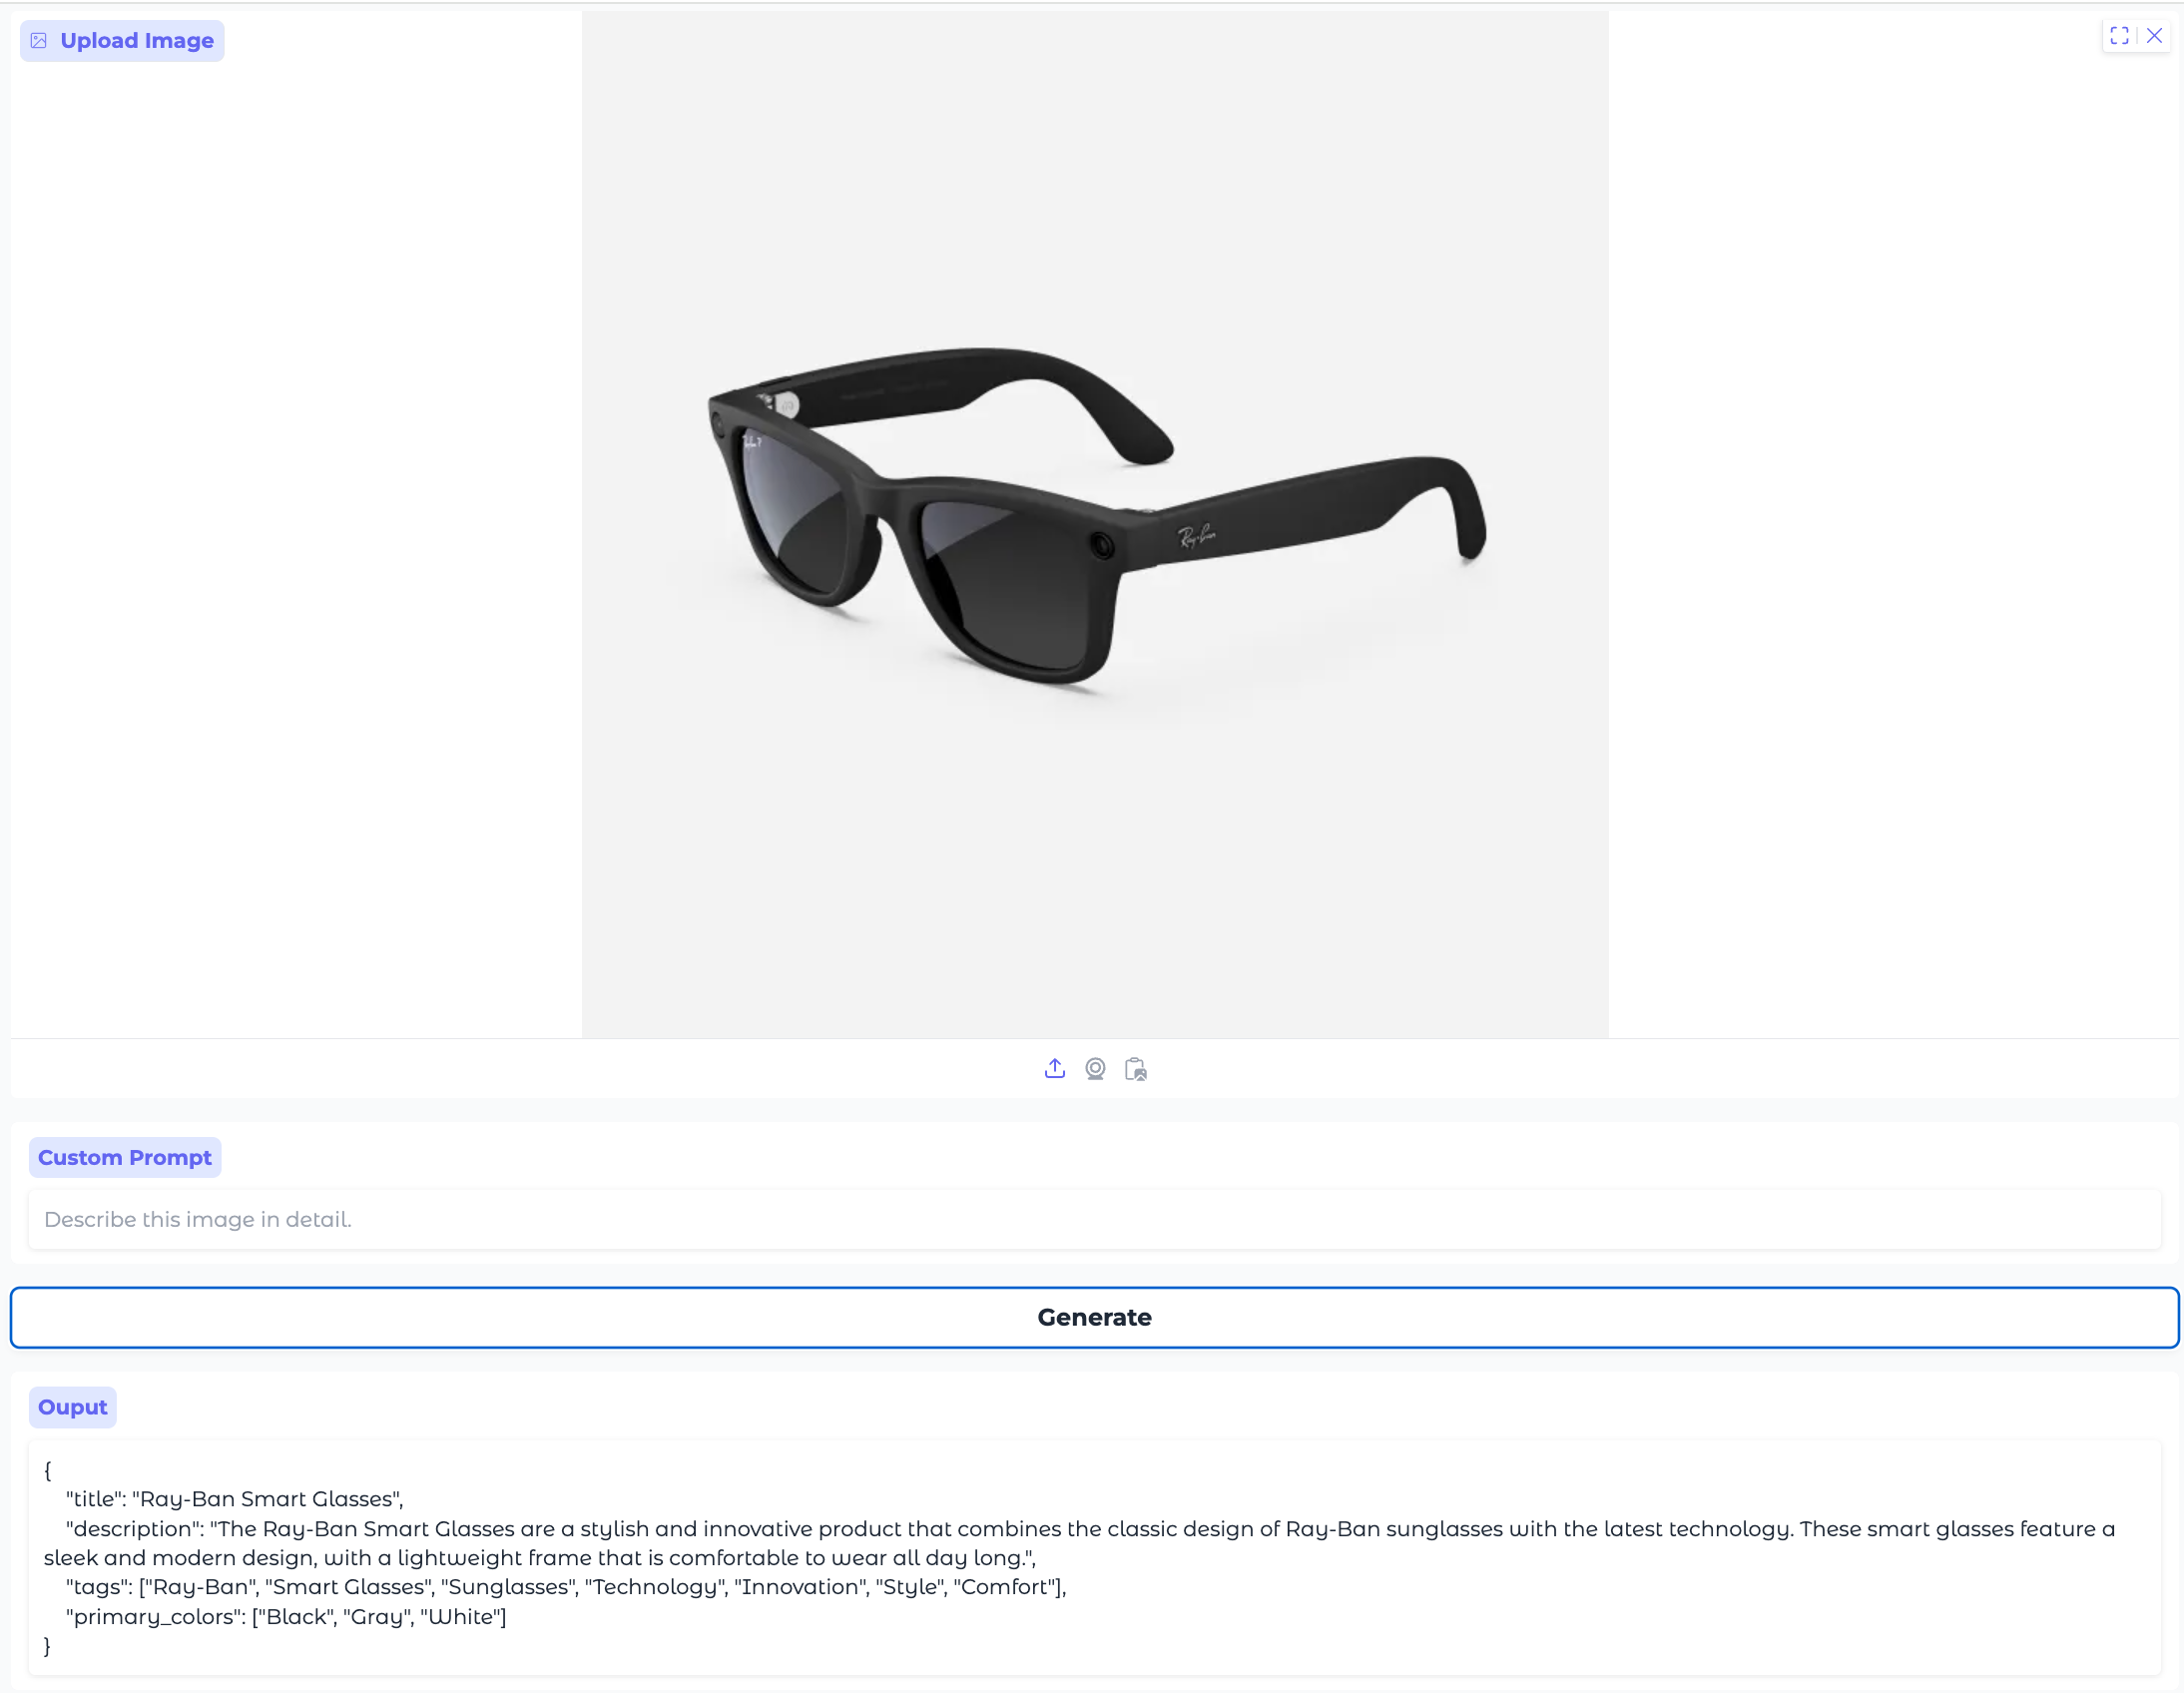 Upload Image
Ray-Ban
Custom Prompt
Describe this image in detail.
Generate
Ouput
{
"title": "Ray-Ban Smart Glasses",
"description": "The Ray-Ban Smart Glasses are a stylish and innovative product that combines the classic design of Ray-Ban sunglasses with the latest technology. These smart glasses feature a
sleek and modern design, with a lightweight frame that is comfortable to wear all day long.",
"tags": ["Ray-Ban", "Smart Glasses", "Sunglasses", "Technology", "Innovation", "Style", "Comfort"],
"primary_colors": ["Black", "Gray", "White"]
}